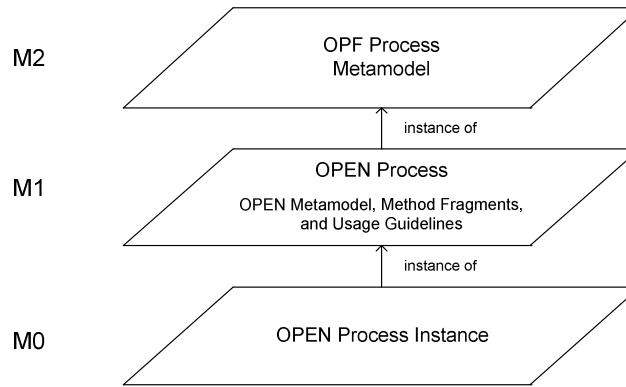 M2
OPF Process
Metamodel
instance of
M1
OPEN Process
OPEN Metamodel, Method Fragments,
and Usage Guidelines
instance of
M0
OPEN Process Instance